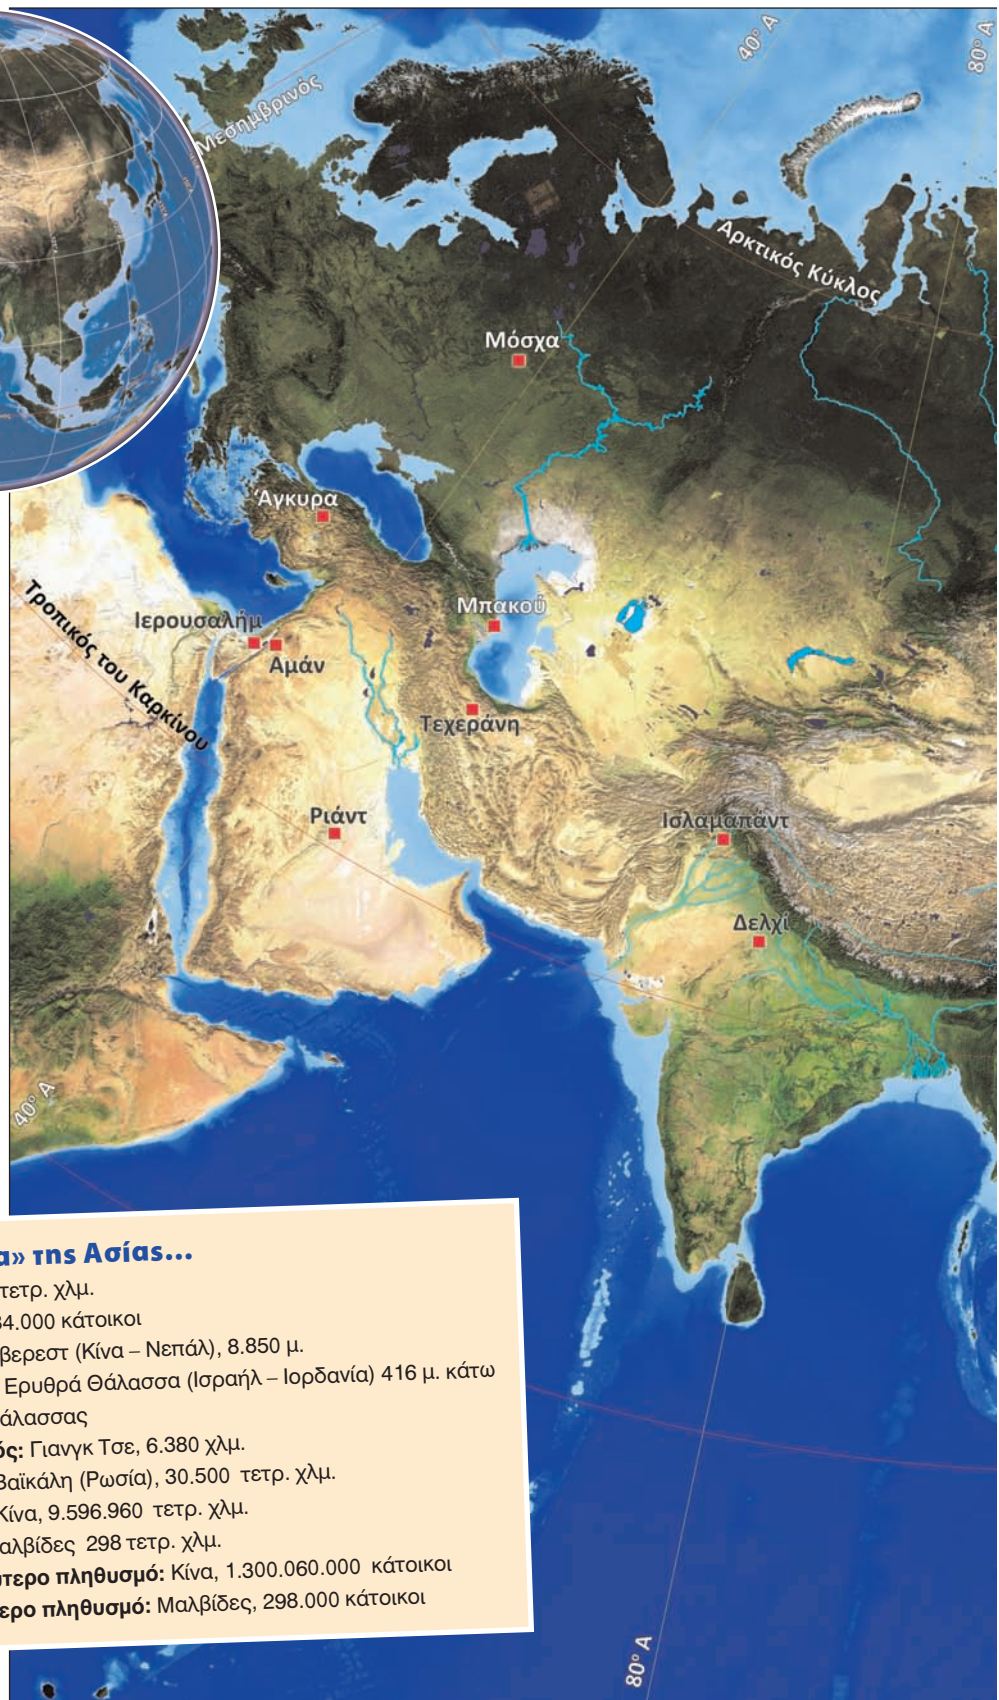 40° Α
80° Α
Μεσημβρινός
Αρκτικός Κύκλος
Μόσχα
Άγκυρα
Τροπικός του Καρκίνου
Μπακού
Ιερουσαλήμ
Αμάν
Τεχεράνη
Ριάντ
Ισλαμαπάντ
Δελχί
40° Α
α» της Ασίας...
τετρ. χλμ.
34.000 κάτοικοι
βερεστ (Κίνα – Νεπάλ), 8.850 μ.
Ερυθρά Θάλασσα (Ισραήλ – Ιορδανία) 416 μ. κάτω
άλασσας
ός: Γιανγκ Τσε, 6.380 χλμ.
Βαϊκάλη (Ρωσία), 30.500 τετρ. χλμ.
Κίνα, 9.596.960 τετρ. χλμ.
αλβίδες 298 τετρ. χλμ.
ύτερο πληθυσμό: Κίνα, 1.300.060.000 κάτοικοι
ερο πληθυσμό: Μαλβίδες, 298.000 κάτοικοι
80° Α